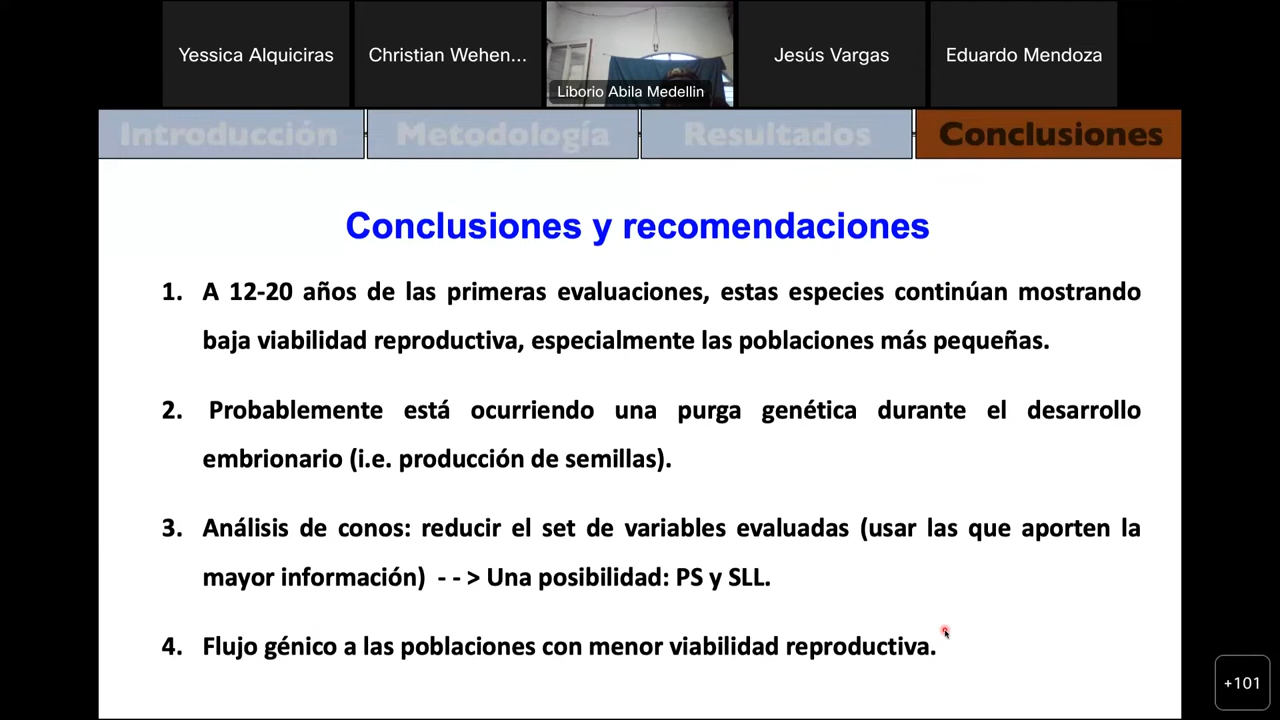 Yessica Alquiciras
Christian Wehen...
Liborio Abila Medellin
Jesús Vargas
Eduardo Mendoza
Introducción
Metodología
Resultados
Conclusiones
Conclusiones y recomendaciones
1. A 12-20 años de las primeras evaluaciones, estas especies continúan mostrando
baja viabilidad reproductiva, especialmente las poblaciones más pequeñas.
2. Probablemente está ocurriendo una purga genética durante el desarrollo
embrionario (i.e. producción de semillas).
3. Análisis de conos: reducir el set de variables evaluadas (usar las que aporten la
mayor información) - - > Una posibilidad: PS y SLL.
4. Flujo génico a las poblaciones con menor viabilidad reproductiva.
+101